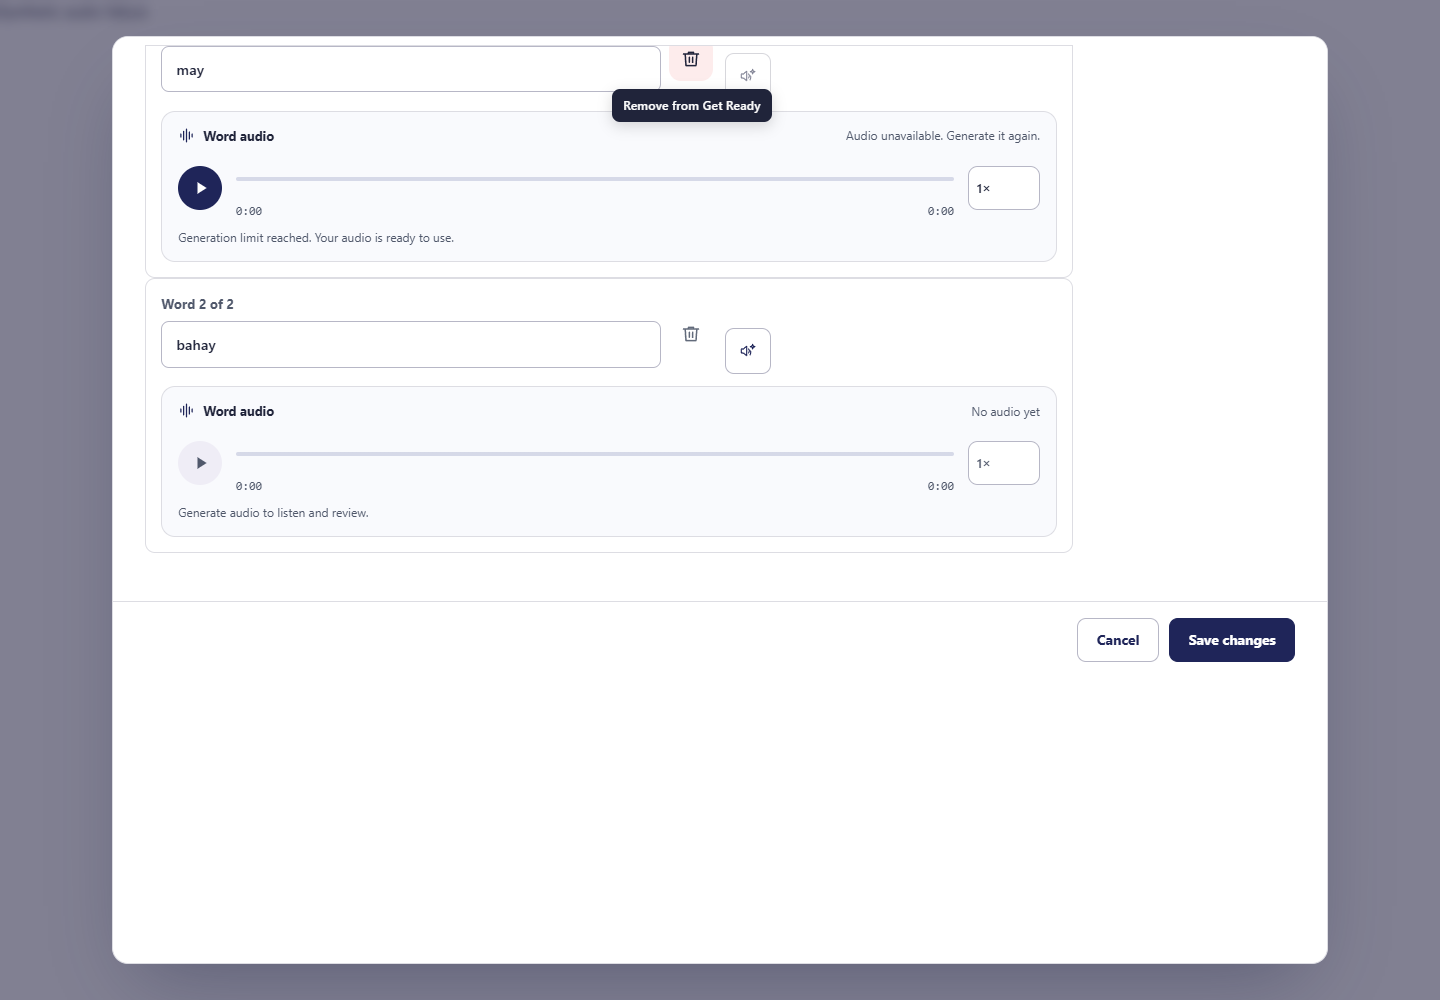 may
Remove from Get Ready
Word audio
Audio unavailable. Generate it again.
1×
0:00
0:00
Generation limit reached. Your audio is ready to use.
Word 2 of 2
bahay
Word audio
No audio yet
1×
0:00
0:00
Generate audio to listen and review.
Cancel
Save changes